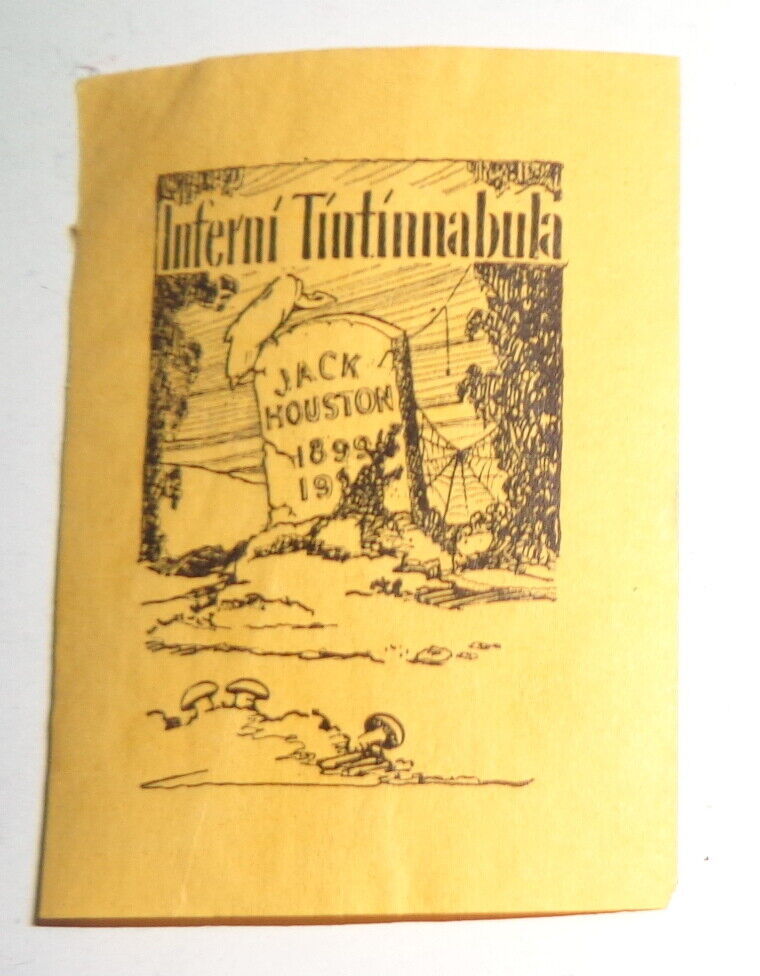 Inferni Tintinnabula
JACK
HOUSTON
1899
19